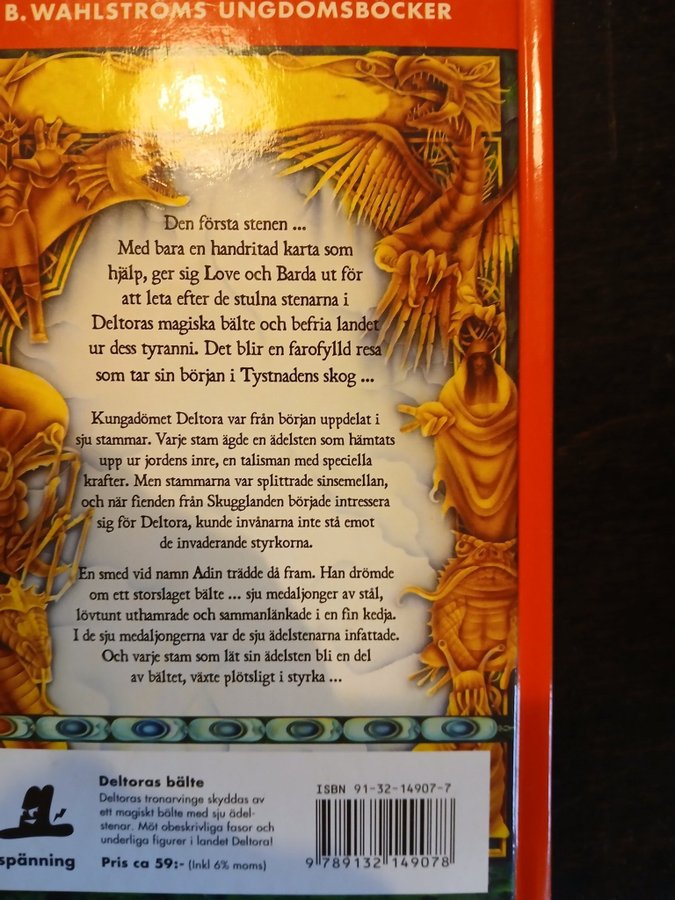 B. WAHLSTRÖMS UNGDOMSBÖCKER
Den första stenen ...
Med bara en handritad karta som
hjälp, ger sig Love och Barda ut för
att leta efter de stulna stenarna i
Deltoras magiska bälte och befria landet
ur dess tyranni. Det blir en farofylld resa
som tar sin början i Tystnadens skog ...
Kungadömet Deltora var från början uppdelat i
sju stammar. Varje stam ägde en ädelsten som hämtats
upp ur jordens inre, en talisman med speciella
krafter. Men stammarna var splittrade sinsemellan,
och när fienden från Skugglanden började intressera
sig för Deltora, kunde invånarna inte stå emot
de invaderande styrkorna.
En smed vid namn Adin trädde då fram. Han drömde
om ett storslaget bälte ... sju medaljonger av stål,
lövtunt uthamrade och sammanlänkade i en fin kedja.
I de sju medaljongerna var de sju ädelstenarna infattade.
Och varje stam som lät sin ädelsten bli en del
av bältet, växte plötsligt i styrka ...
Deltoras bälte
Deltoras tronarvinge skyddas av
ett magiskt bälte med sju ädel-
stenar. Möt obeskrivliga fasor och
underliga figurer i landet Deltora!
Pris ca 59:- (Inkl 6% moms)
spänning
ISBN 91-32-14907-7
9 789132 149078